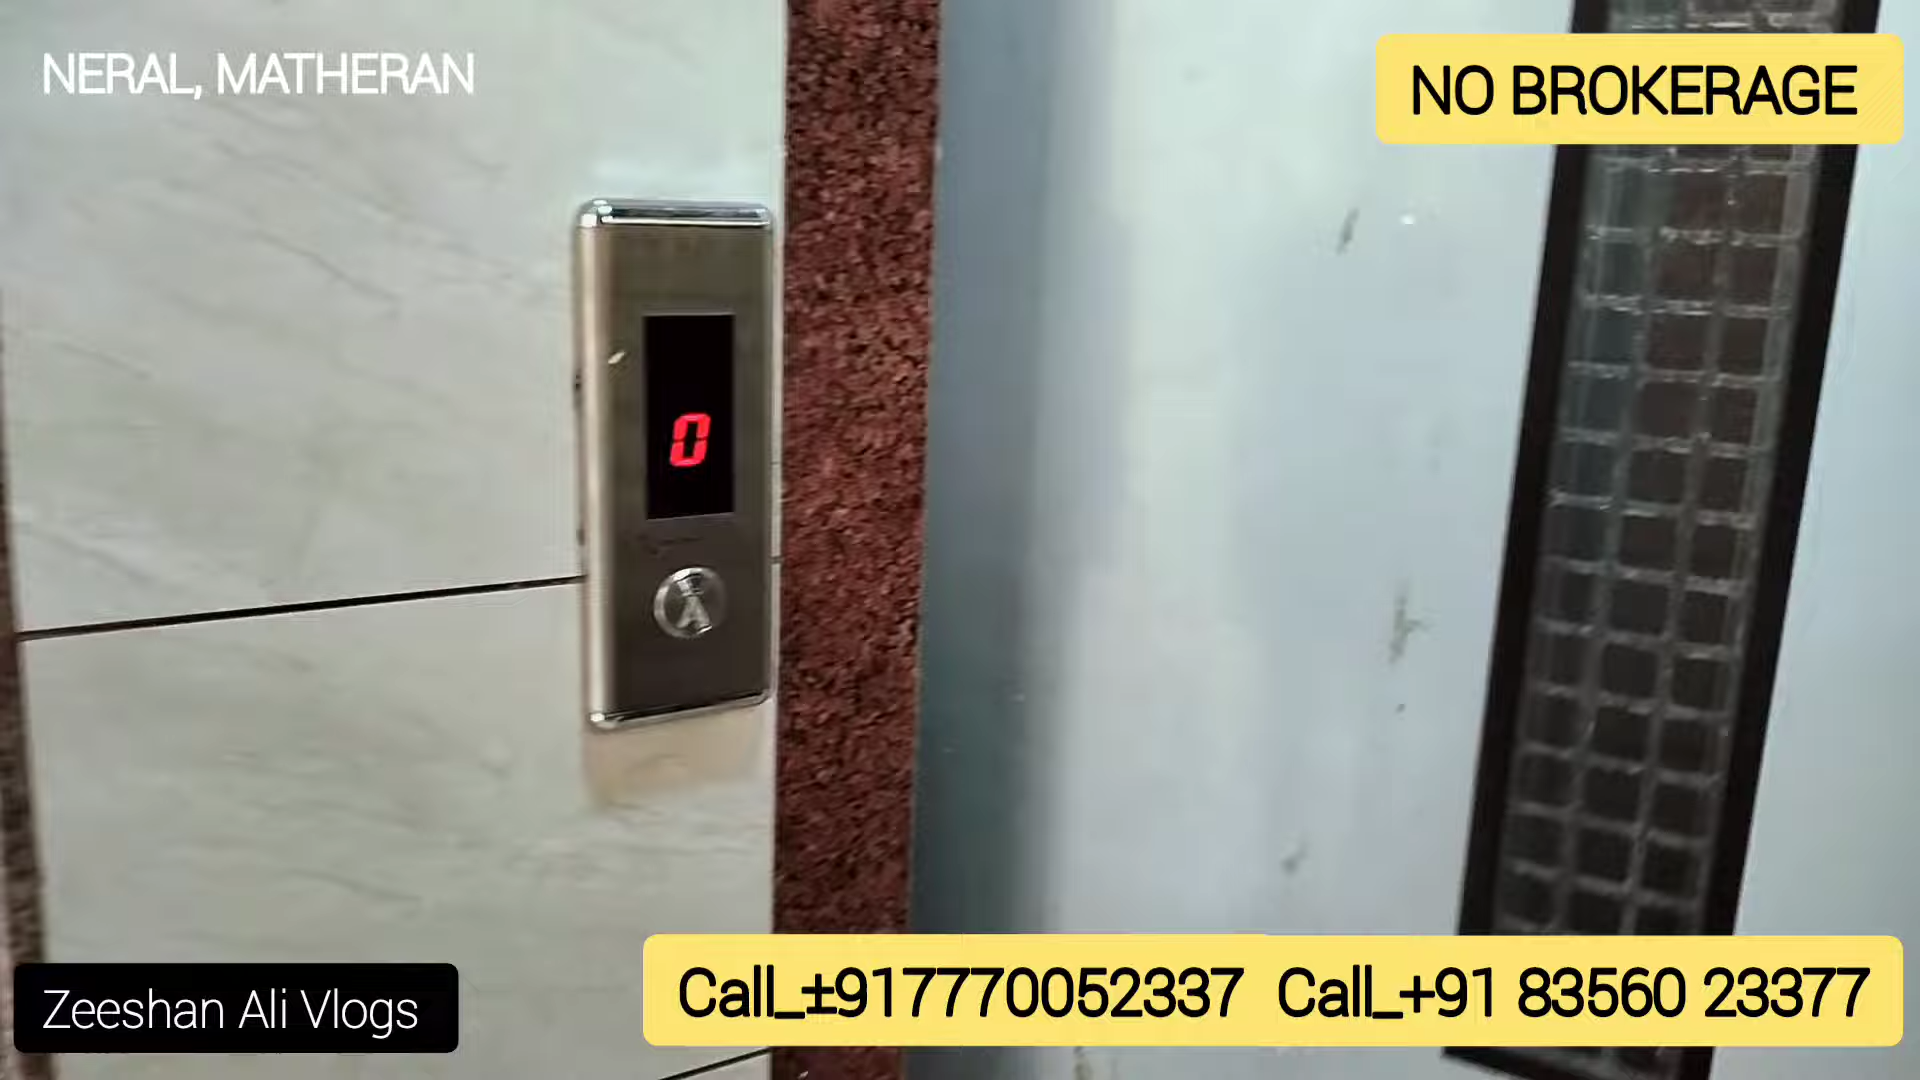 NERAL, MATHERAN
NO BROKERAGE
0
Zeeshan Ali Vlogs
Call_±917770052337 Call_+91 83560 23377